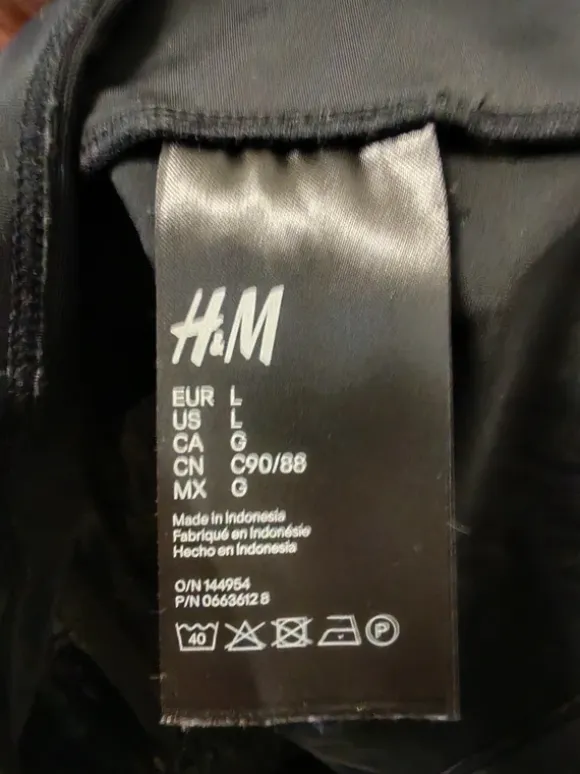 H&M
EUR L
US L
CA G
CN C90/88
MX G
Made in Indonesia
Fabriqué en Indonésie
Hecho en Indonesia
O/N 144954
P/N 0663612 8
40
P